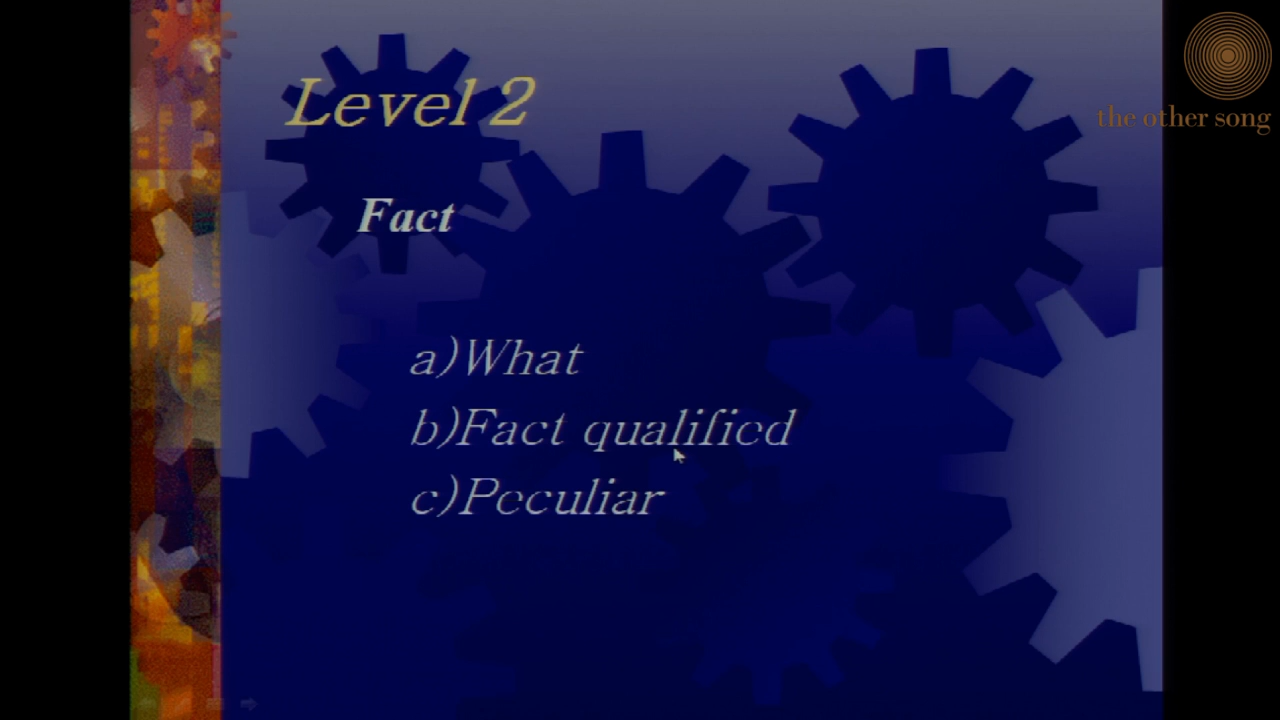 Level 2
the other song
Fact
a)What
b)Fact qualified
c)Peculiar